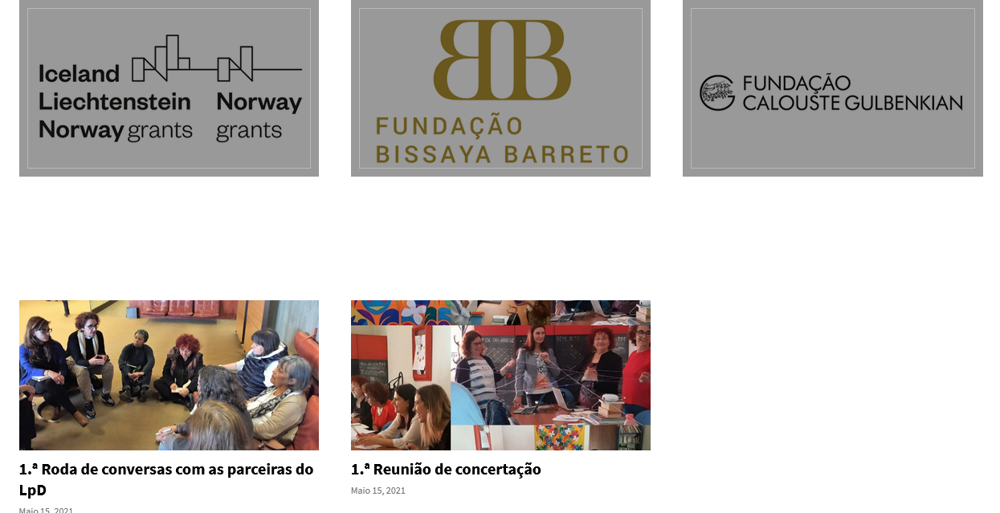 Iceland
Liechtenstein
Norway grants
Norway
grants
FUNDAÇÃO
BISSAYA BARRETO
FUNDAÇÃO
CALOUSTE GULBENKIAN
1.ª Roda de conversas com as parceiras do
LpD
Maio 15, 2021
1.ª Reunião de concertação
Maio 15, 2021